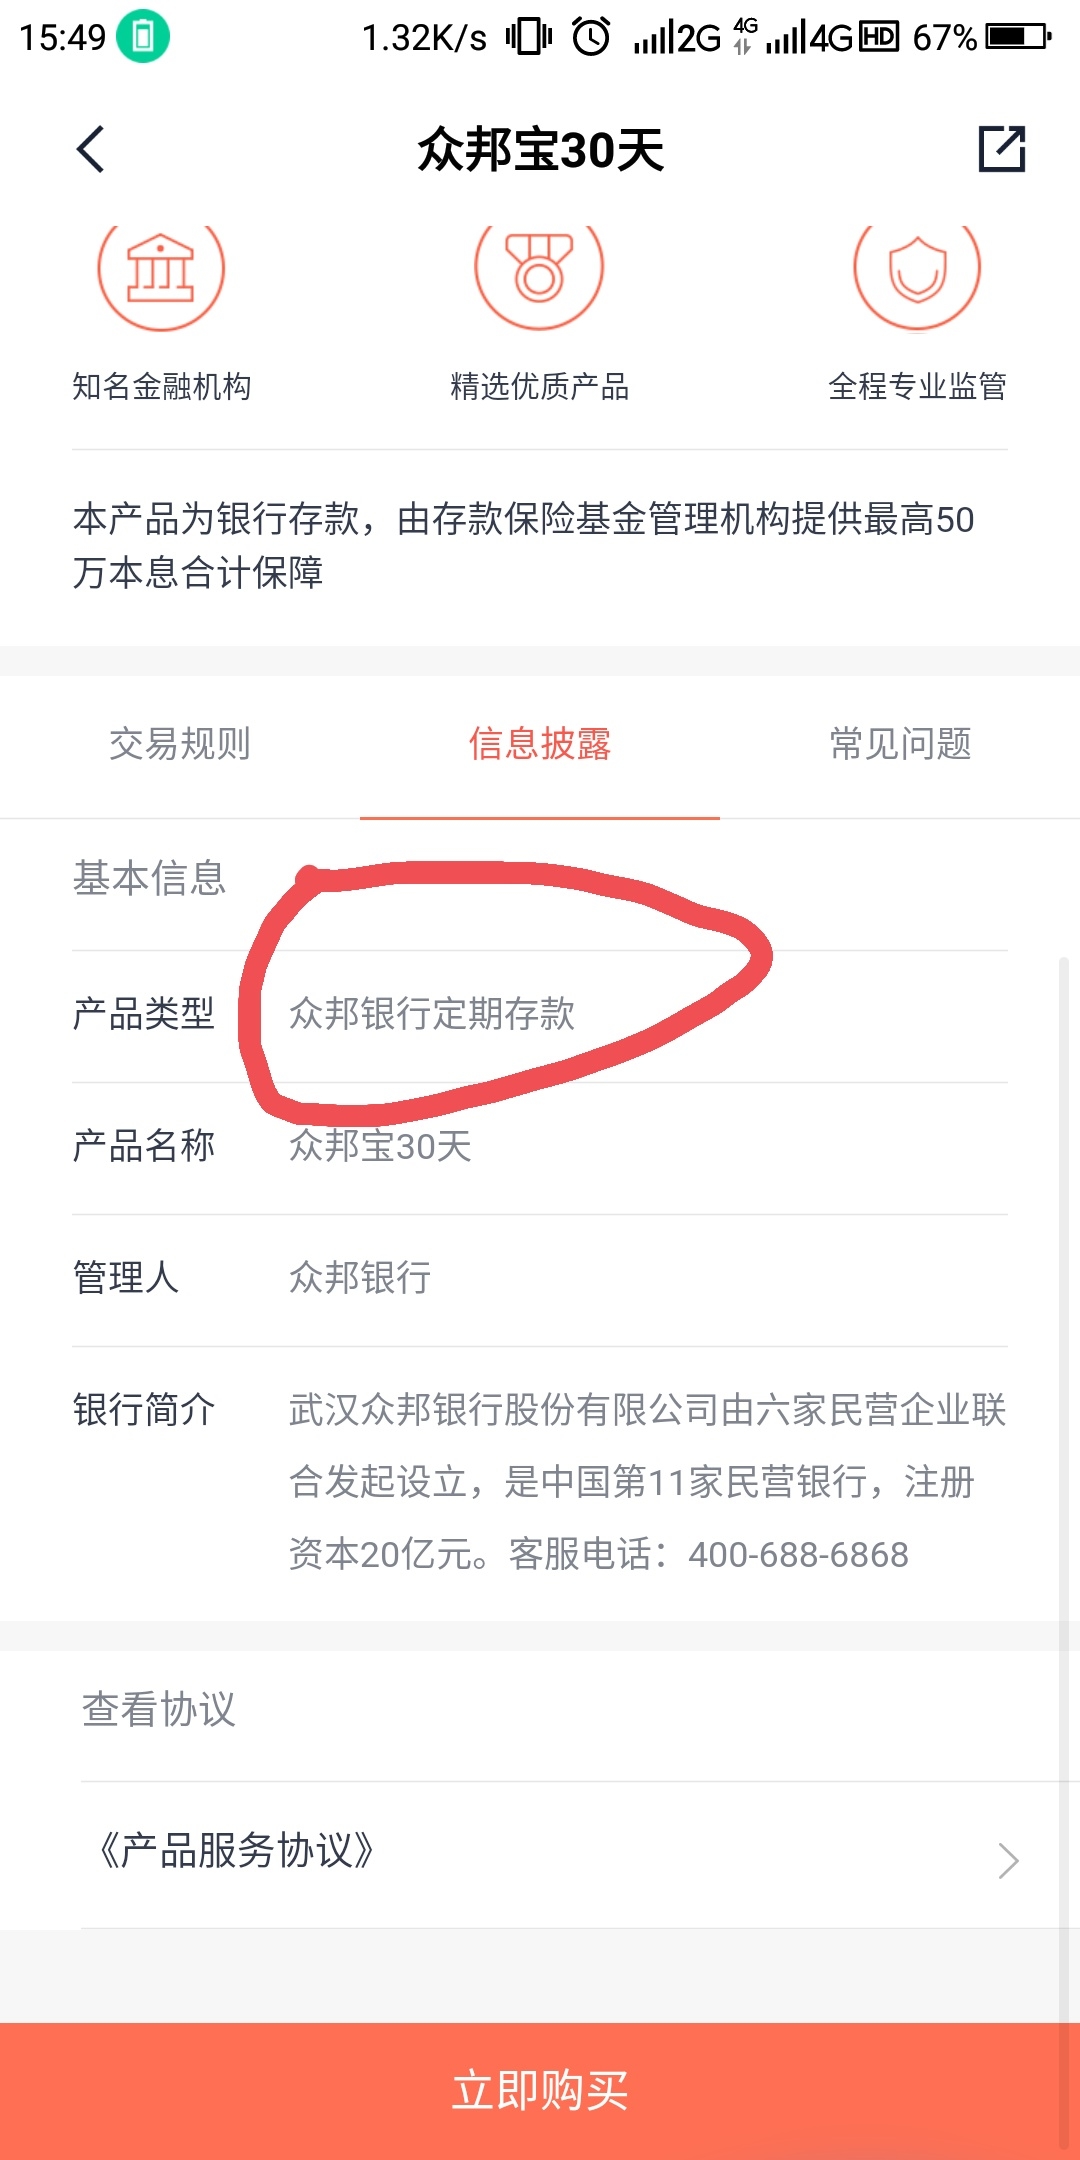 15:49 1.32K/s 2G 4G 4G HD 67%
众邦宝30天
知名金融机构 精选优质产品 全程专业监管
本产品为银行存款，由存款保险基金管理机构提供最高50
万本息合计保障
交易规则 信息披露 常见问题
基本信息
产品类型 众邦银行定期存款
产品名称 众邦宝30天
管理人 众邦银行
银行简介 武汉众邦银行股份有限公司由六家民营企业联
合发起设立，是中国第11家民营银行，注册
资本20亿元。客服电话：400-688-6868
查看协议
《产品服务协议》
立即购买